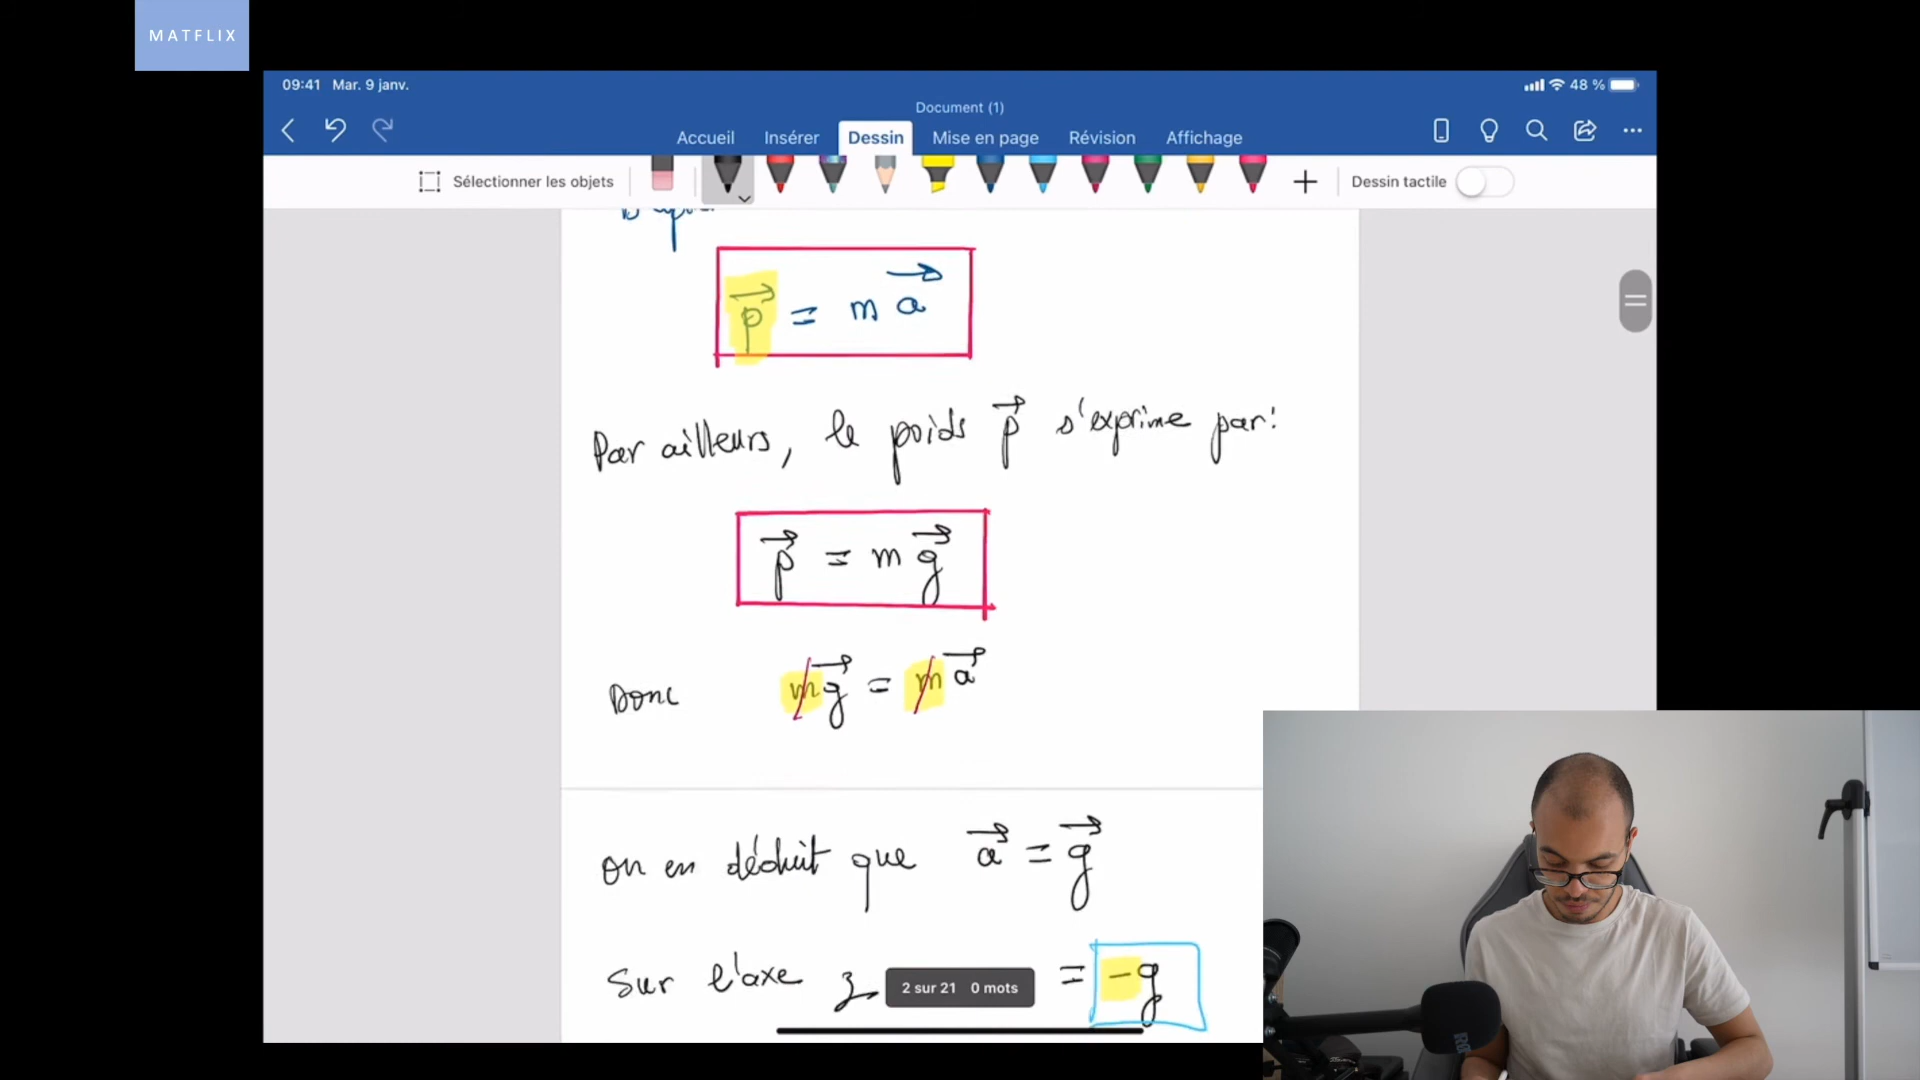 MATFLIX
09:41 Mar. 9 janv.
48 %
Document (1)
Accueil Insérer Dessin Mise en page Révision Affichage
Sélectionner les objets
Dessin tactile
p⃗ = m a⃗
Par ailleurs, le poids p⃗ s'exprime par:
p⃗ = m g⃗
Donc m g⃗ = m a⃗
on en déduit que a⃗ = g⃗
Sur l'axe z = -g
2 sur 21 0 mots